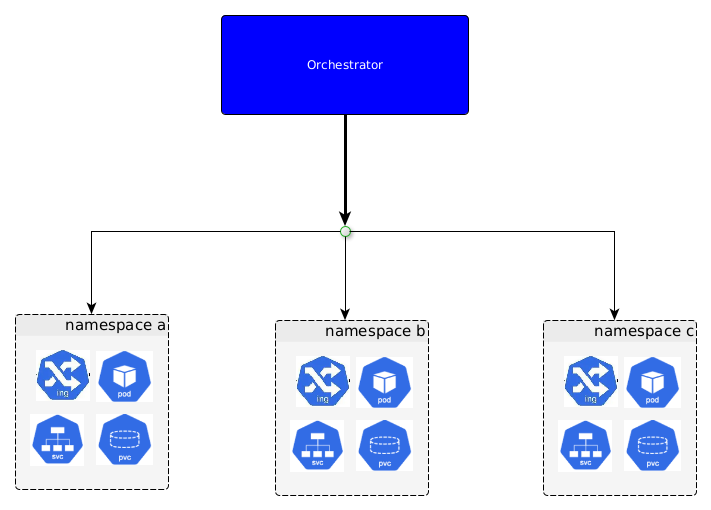 Orchestrator
namespace a
namespace b
namespace c
ing
pod
ing
pod
ing
pod
svc
pvc
svc
pvc
svc
pvc